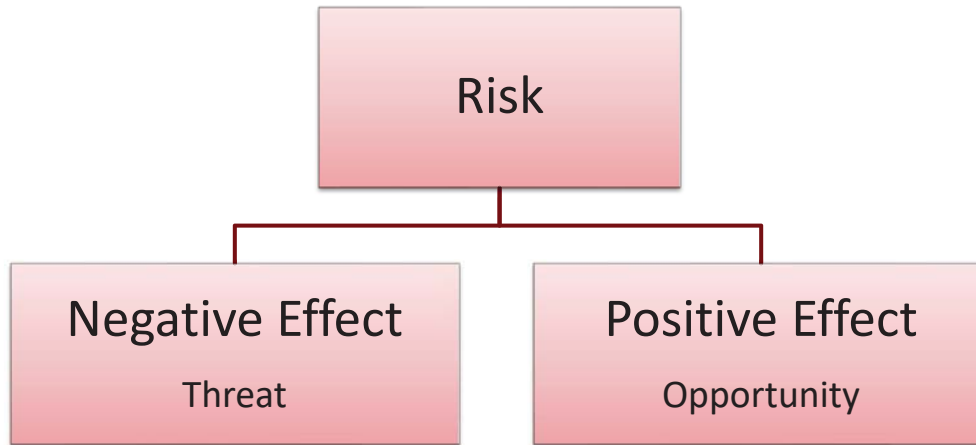 Risk
Negative Effect
Threat
Positive Effect
Opportunity